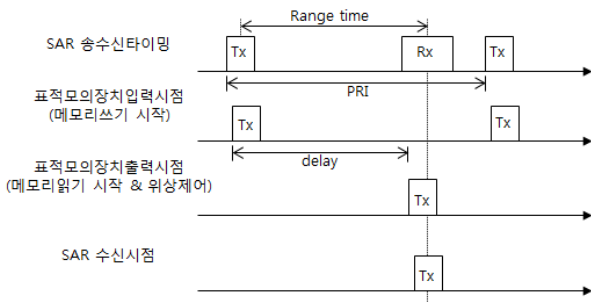 Range time
SAR 송수신타이밍
Tx
Rx
Tx
PRI
표적모의장치입력시점
(메모리쓰기 시작)
Tx
Tx
delay
표적모의장치출력시점
(메모리읽기 시작 & 위상제어)
Tx
SAR 수신시점
Tx